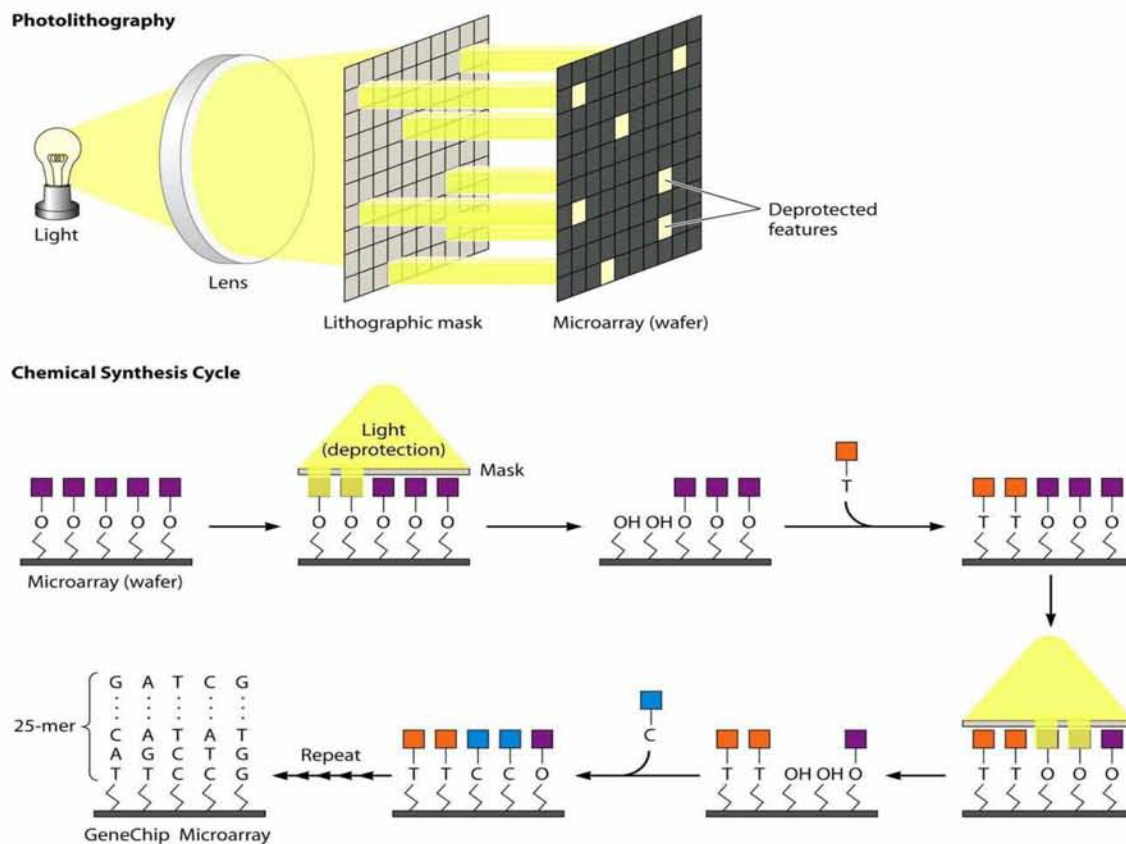 Photolithography
Light
Lens
Lithographic mask
Microarray (wafer)
Deprotected
features
Chemical Synthesis Cycle
Light
(deprotection)
Mask
O O O O O
Microarray (wafer)
O O O O O
OH OH O O O
T
T T O O O
T T O O O
T T OH OH O
C
T T C C O
Repeat
25-mer
G A T C G
C A T A T
A G C T G
T T C C G
GeneChip Microarray